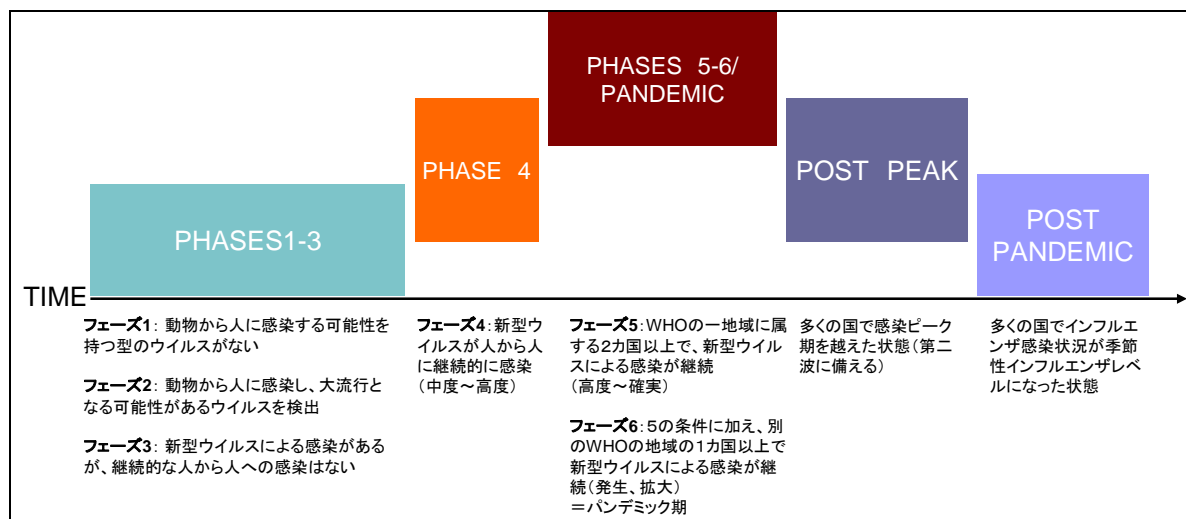 PHASES 5-6/
PANDEMIC
PHASE 4
POST PEAK
PHASES1-3
POST
PANDEMIC
TIME
フェーズ1： 動物から人に感染する可能性を
持つ型のウイルスがない
フェーズ2： 動物から人に感染し、大流行と
なる可能性があるウイルスを検出
フェーズ3： 新型ウイルスによる感染がある
が、継続的な人から人への感染はない
フェーズ4：新型ウ
イルスが人から人
に継続的に感染
（中度～高度）
フェーズ5：WHOの一地域に属
する2カ国以上で、新型ウイル
スによる感染が継続
（高度～確実）
フェーズ6：5の条件に加え、別
のWHOの地域の1カ国以上で
新型ウイルスによる感染が継
続（発生、拡大）
＝パンデミック期
多くの国で感染ピーク
期を越えた状態（第二
波に備える）
多くの国でインフルエ
ンザ感染状況が季節
性インフルエンザレベ
ルになった状態